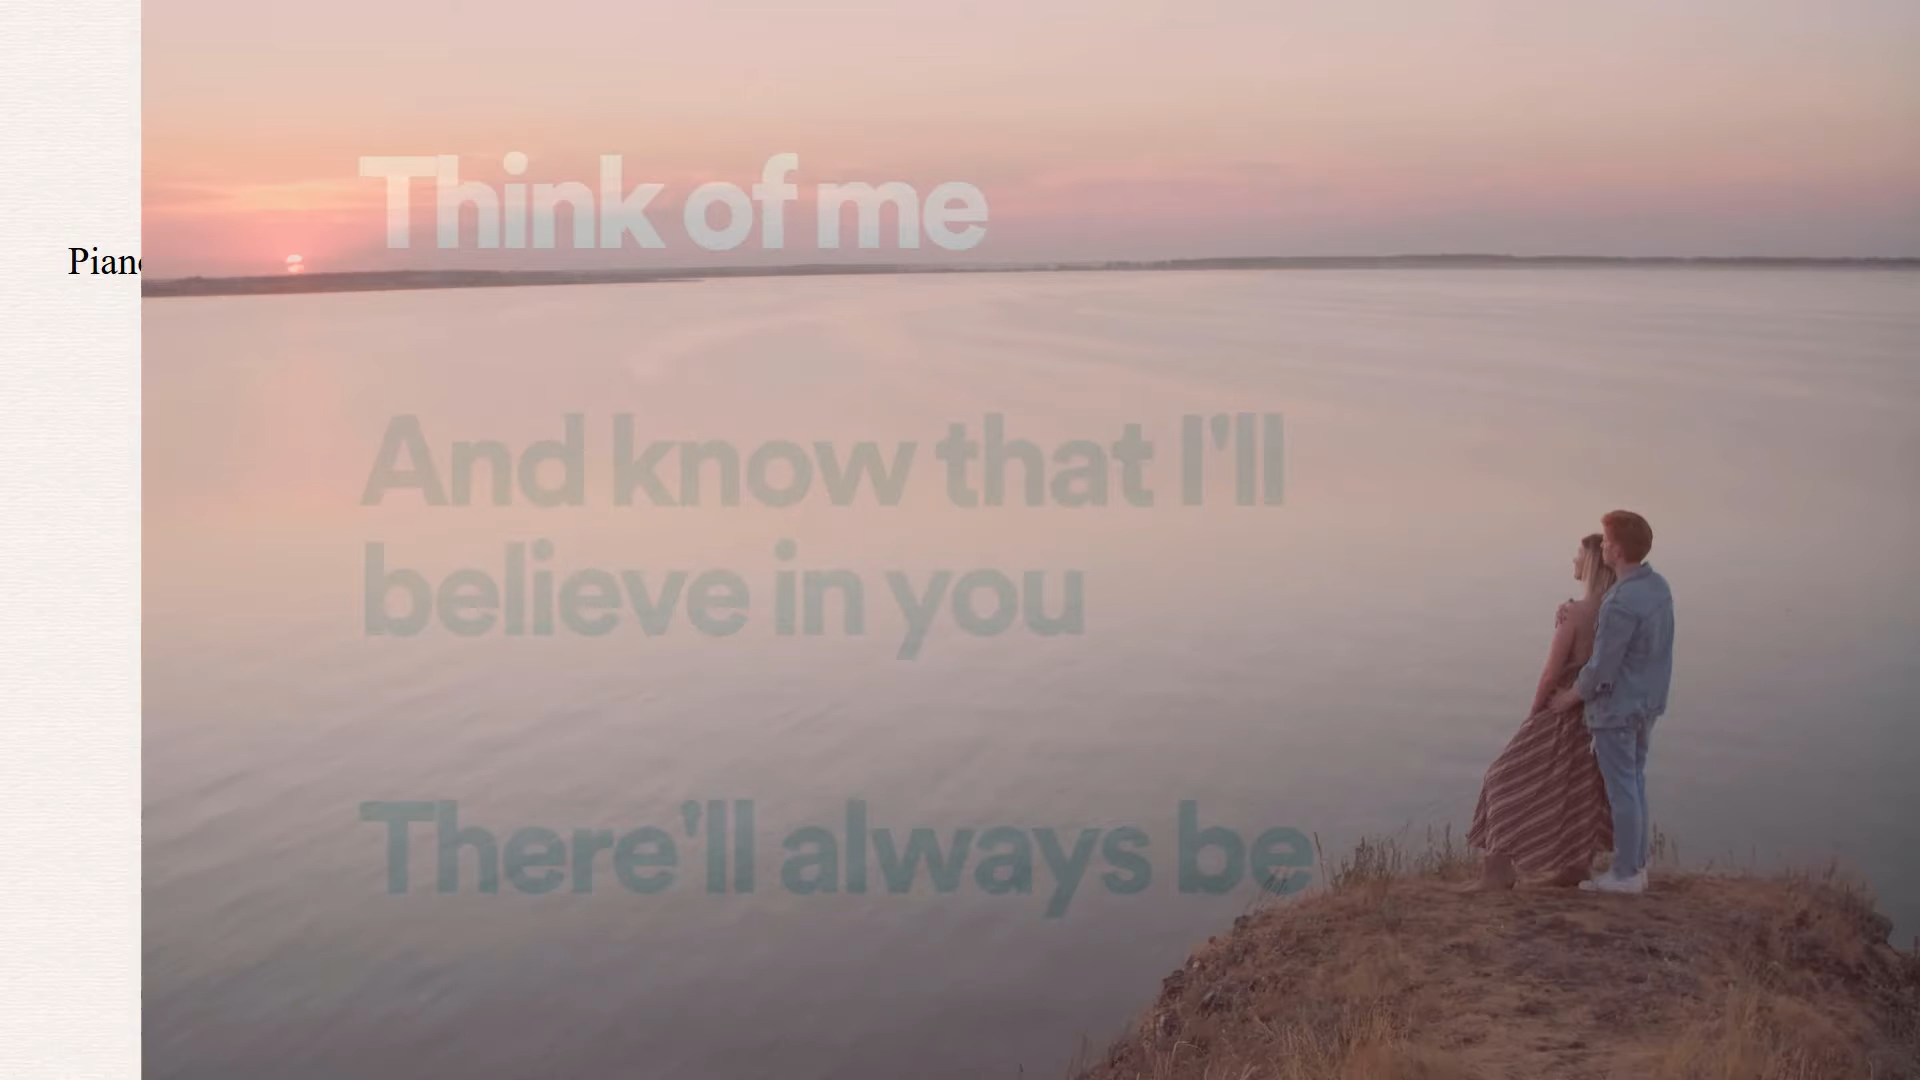 Think of me
Pian
And know that I'll
believe in you
There'll always be